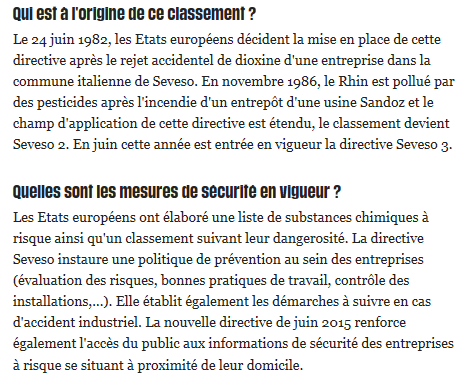 Qui est à l'origine de ce classement ?
Le 24 juin 1982, les Etats européens décident la mise en place de cette
directive après le rejet accidentel de dioxine d'une entreprise dans la
commune italienne de Seveso. En novembre 1986, le Rhin est pollué par
des pesticides après l'incendie d'un entrepôt d'une usine Sandoz et le
champ d'application de cette directive est étendu, le classement devient
Seveso 2. En juin cette année est entrée en vigueur la directive Seveso 3.
Quelles sont les mesures de sécurité en vigueur ?
Les Etats européens ont élaboré une liste de substances chimiques à
risque ainsi qu'un classement suivant leur dangerosité. La directive
Seveso instaure une politique de prévention au sein des entreprises
(évaluation des risques, bonnes pratiques de travail, contrôle des
installations,...). Elle établit également les démarches à suivre en cas
d'accident industriel. La nouvelle directive de juin 2015 renforce
également l'accès du public aux informations de sécurité des entreprises
à risque se situant à proximité de leur domicile.